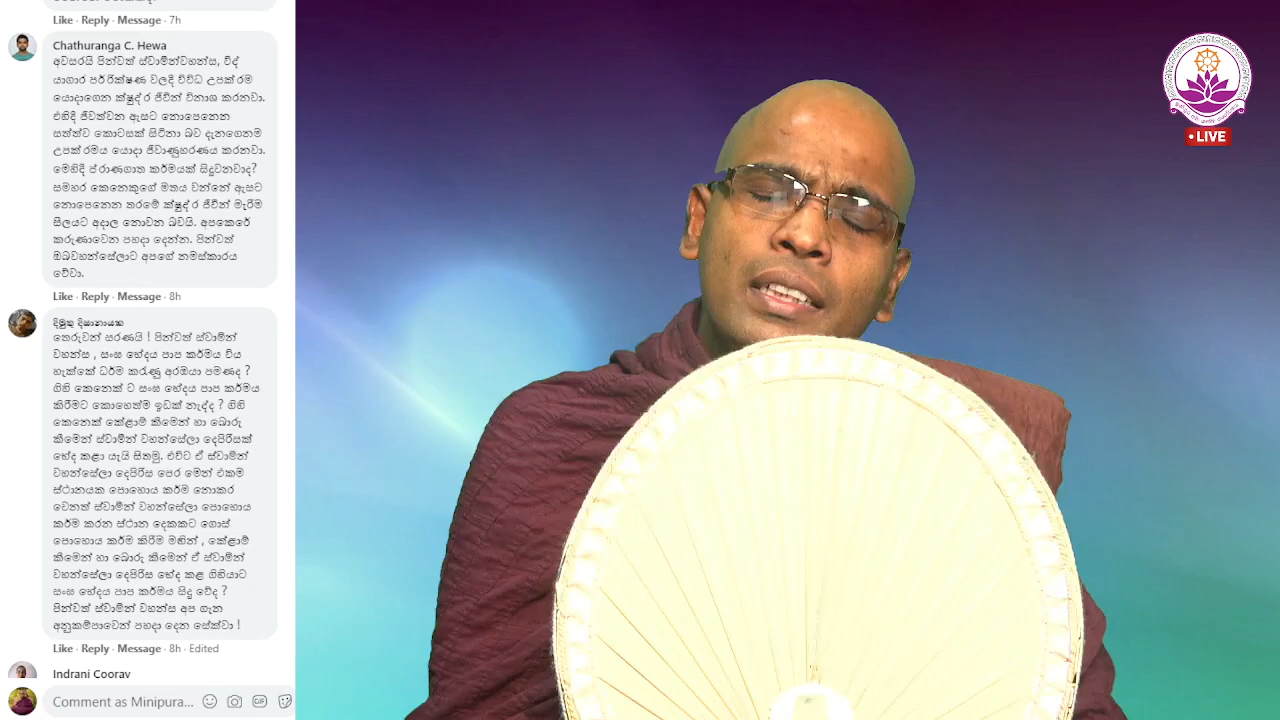 Like · Reply · Message · 7h
Chathuranga C. Hewa
අවසරයි පින්වත් ස්වාමින්වහන්ස, විද්
යාගාර පර්රීක්ෂණ වලදී විවිධ උපක්‍රම
යොදාගෙන ක්ෂුද්‍ර ජීවීන් විනාශ කරනවා.
එහිදී ජීවත්වන ඇසට නොපෙනෙන
සත්ත්ව කොටසක් සිටිනා බව දැනගෙනම
උපක්‍රමය යොදා ජීවාණුහරණය කරනවා.
මෙහිදී ප්‍රාණඝාත කර්මයක් සිදුවනවාද?
සමහර කෙනෙකුගේ මතය වන්නේ ඇසට
නොපෙනෙන තරමේ ක්ෂුද්‍ර ජීවීන් මැරීම
සීලයට අදාල නොවන බවයි. අපකෙරේ
කරුණාවෙන පහදා දෙන්න. පින්වත්
ඔබවහන්සේලාට අපගේ නමස්කාරය
වේවා.
Like · Reply · Message · 8h
දිමුතු දිසානායක
තෙරුවන් සරණයි ! පින්වත් ස්වාමීන්
වහන්ස , සංඝ භේදය පාප කර්මය විය
හැක්කේ ධර්ම කරුණු අරඹයා පමණද ?
ගිහි කෙනෙක් ට සංඝ භේදය පාප කර්මය
කිරීමට කොහෙත්ම ඉඩක් නැද්ද ? ගිහි
කෙනෙක් කේළාම් කීමෙන් හා බොරු
කීමෙන් ස්වාමීන් වහන්සේලා දෙපිරිසක්
භේද කළා යැයි සිතමු. එවිට ඒ ස්වාමීන්
වහන්සේලා දෙපිරිස පෙර මෙන් එකම
ස්ථානයක පොහොය කර්ම නොකර
වෙනත් ස්වාමීන් වහන්සේලා පොහොය
කර්ම කරන ස්ථාන දෙකකට ගොස්
පොහොය කර්ම කිරීම මඟින් , කේළාම්
කීමෙන් හා බොරු කීමෙන් ඒ ස්වාමීන්
වහන්සේලා දෙපිරිස භේද කළ ගිහියාට
සංඝ භේදය පාප කර්මය සිදු වේද ?
පින්වත් ස්වාමීන් වහන්ස අප ගැන
අනුකම්පාවෙන් පහදා දෙන සේක්වා !
Like · Reply · Message · 8h · Edited
Indrani Cooray
Comment as Minipura...
GIF
LIVE